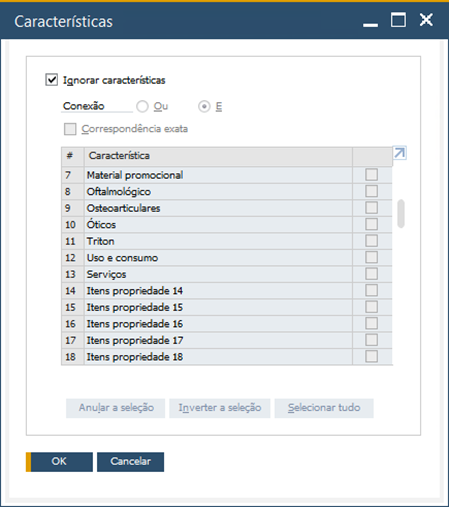 Características
Ignorar características
Conexão Ou E
Correspondência exata
# Característica
7 Material promocional
8 Oftalmológico
9 Osteoarticulares
10 Óticos
11 Triton
12 Uso e consumo
13 Serviços
14 Itens propriedade 14
15 Itens propriedade 15
16 Itens propriedade 16
17 Itens propriedade 17
18 Itens propriedade 18
Anular a seleção Inverter a seleção Selecionar tudo
OK Cancelar